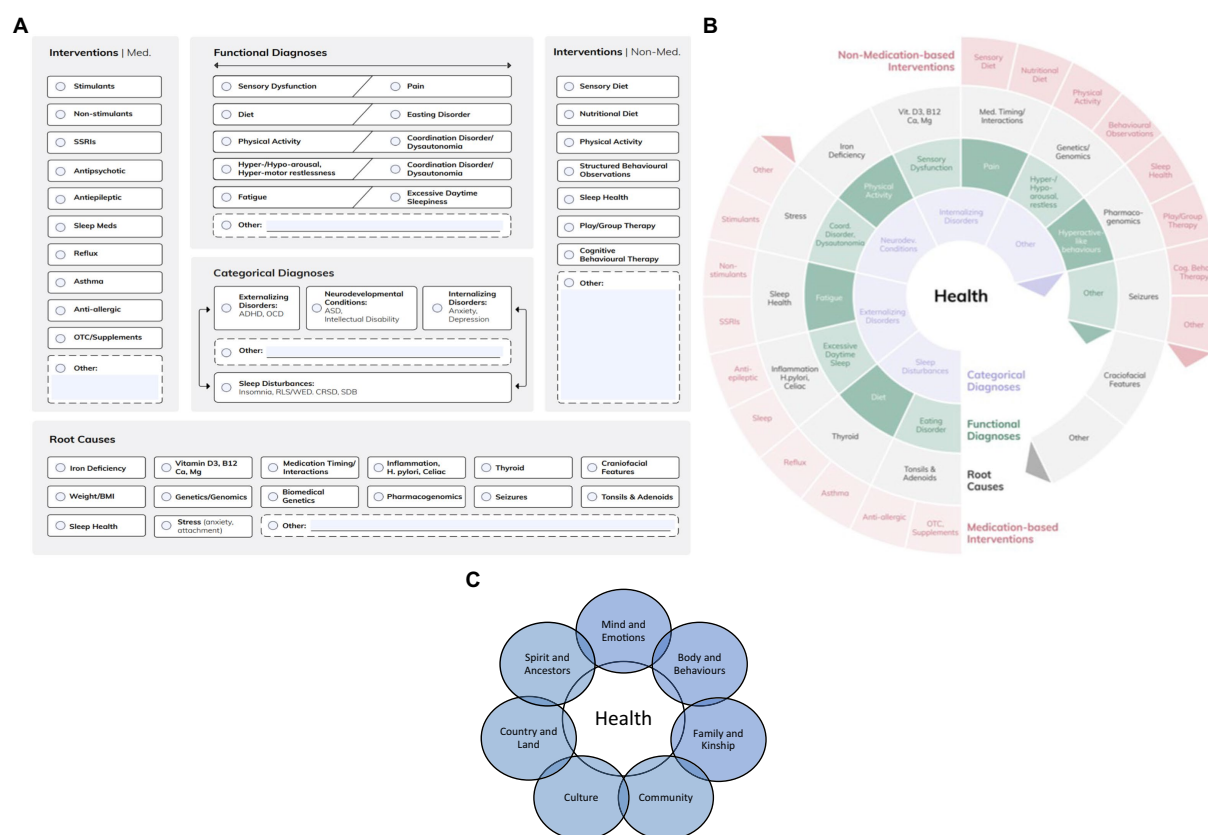 A
Interventions | Med.
Stimulants
Non-stimulants
SSRIs
Antipsychotic
Antiepileptic
Sleep Meds
Reflux
Asthma
Anti-allergic
OTC/Supplements
Other:
Functional Diagnoses
Sensory Dysfunction
Pain
Diet
Easting Disorder
Physical Activity
Coordination Disorder/
Dysautonomia
Hyper-/Hypo-arousal,
Hyper-motor restlessness
Coordination Disorder/
Dysautonomia
Fatigue
Excessive Daytime
Sleepiness
Other:
Categorical Diagnoses
Externalizing
Disorders:
ADHD, OCD
Neurodevelopmental
Conditions:
ASD,
Intellectual Disability
Internalizing
Disorders:
Anxiety,
Depression
Other:
Sleep Disturbances:
Insomnia, RLS/WED. CRSD, SDB
Interventions | Non-Med.
Sensory Diet
Nutritional Diet
Physical Activity
Structured Behavioural
Observations
Sleep Health
Play/Group Therapy
Cognitive
Behavioural Therapy
Other:
Root Causes
Iron Deficiency
Vitamin D3, B12
Ca, Mg
Medication Timing/
Interactions
Inflammation,
H. pylori, Celiac
Thyroid
Craniofacial
Features
Weight/BMI
Genetics/Genomics
Biomedical
Genetics
Pharmacogenomics
Seizures
Tonsils & Adenoids
Sleep Health
Stress (anxiety,
attachment)
Other:
B
Non-Medication-based
Interventions
Sensory
Diet
Nutritional
Diet
Physical
Activity
Behavioural
Observations
Sleep
Health
Play/Group
Therapy
Cog. Beh
Therapy
Other
Vit. D3, B12
Ca, Mg
Med. Timing/
Interactions
Genetics/
Genomics
Pharmaco-
genomics
Seizures
Craciofacial
Features
Other
Iron
Deficiency
Stress
Sleep
Health
Inflammation
H.pylori,
Celiac
Thyroid
Tonsils &
Adenoids
Sensory
Dysfunction
Pain
Hyper-/
Hypo-
arousal,
restless
Hyperactive-
like
behaviours
Other
Physical
Activity
Coord.
Disorder,
Dysautonomia
Fatigue
Excessive
Daytime
Sleep
Diet
Eating
Disorder
Internalizing
Disorders
Other
Neurodev.
Conditions
Externalizing
Disorders
Sleep
Disturbances
Health
Other
Stimulants
Non-
stimulants
SSRIs
Anti-
epileptic
Sleep
Reflux
Asthma
Anti-allergic
OTC,
Supplements
Categorical
Diagnoses
Functional
Diagnoses
Root
Causes
Medication-based
Interventions
C
Mind and
Emotions
Spirit and
Ancestors
Body and
Behaviours
Health
Country and
Land
Family and
Kinship
Culture
Community